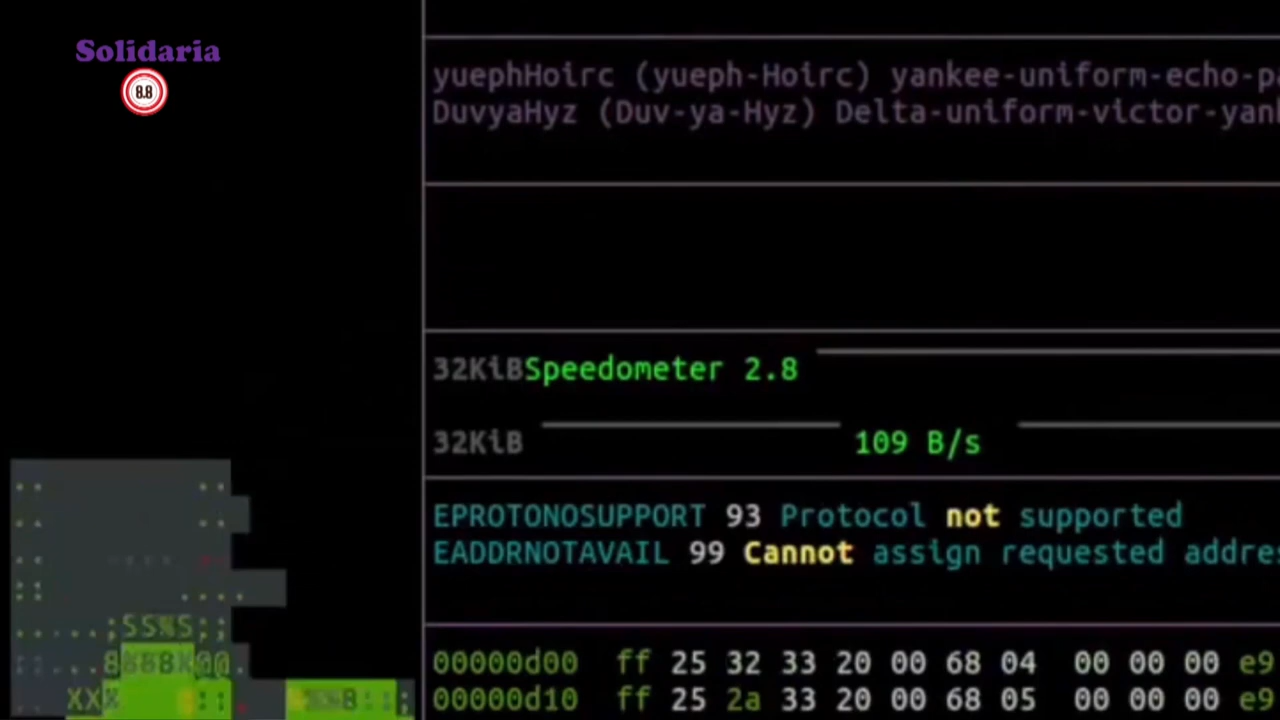 Solidaria
8.8
yuephHoirc (yueph-Hoirc) yankee-uniform-echo-p
DuvyaHyz (Duv-ya-Hyz) Delta-uniform-victor-yan
32KiBSpeedometer 2.8
32KiB 109 B/s
EPROTONOSUPPORT 93 Protocol not supported
EADDRNOTAVAIL 99 Cannot assign requested addre
00000d00 ff 25 32 33 20 00 68 04 00 00 00 e9
00000d10 ff 25 2a 33 20 00 68 05 00 00 00 e9